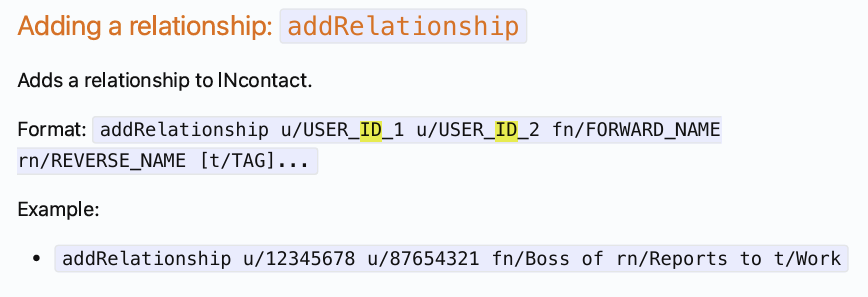 Adding a relationship: addRelationship
Adds a relationship to INcontact.
Format: addRelationship u/USER_ID_1 u/USER_ID_2 fn/FORWARD_NAME
rn/REVERSE_NAME [t/TAG]...
Example:
• addRelationship u/12345678 u/87654321 fn/Boss of rn/Reports to t/Work